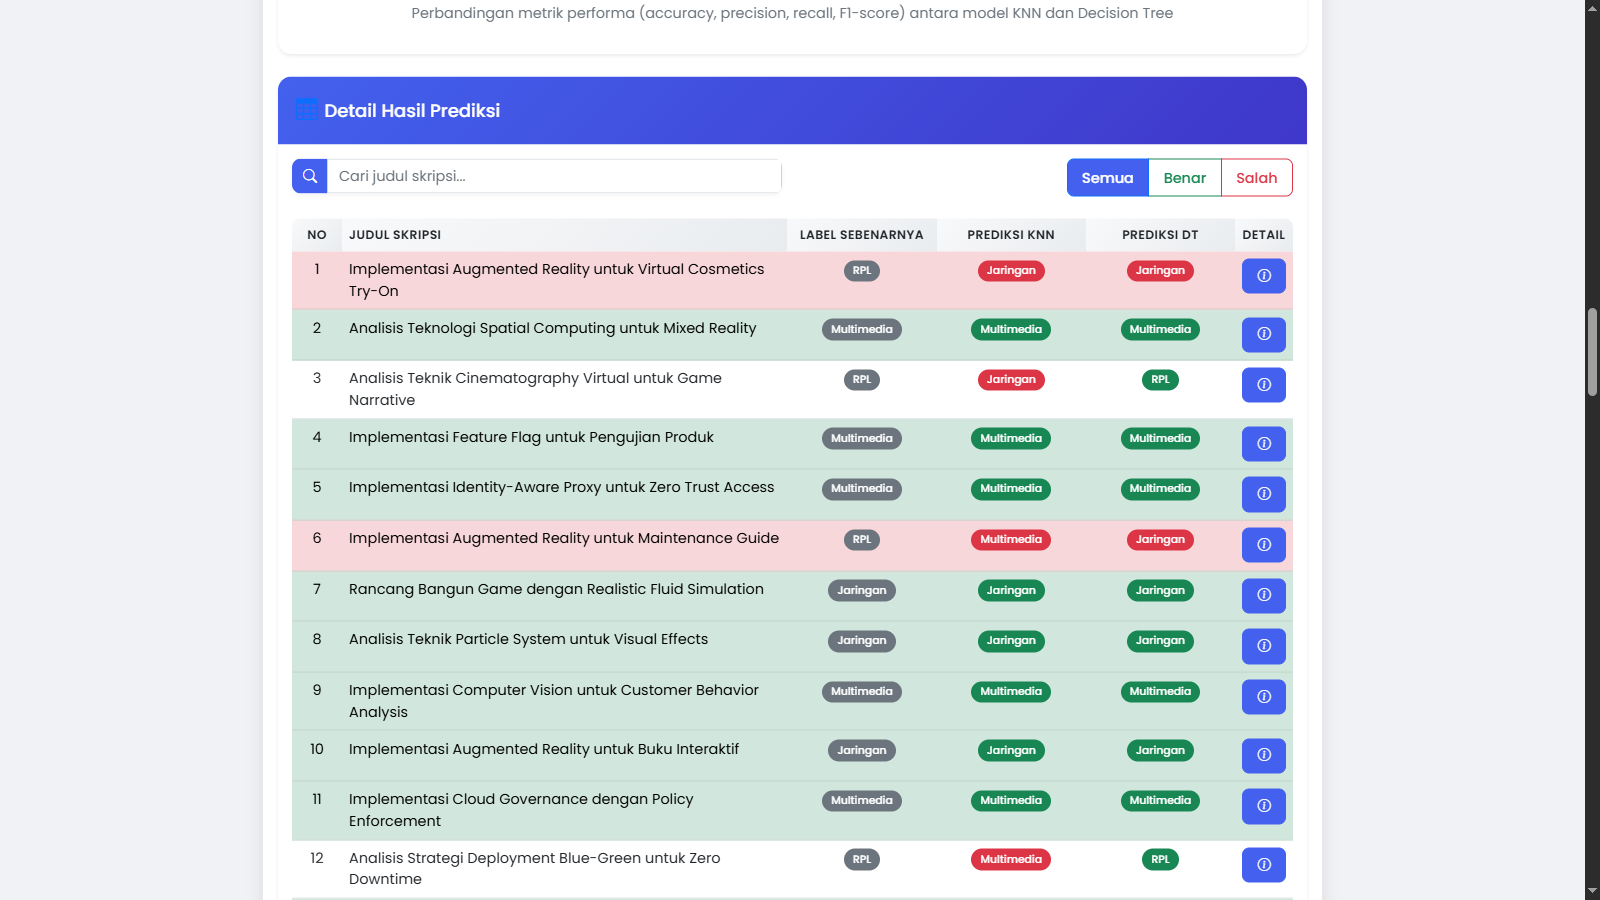 Perbandingan metrik performa (accuracy, precision, recall, F1-score) antara model KNN dan Decision Tree
Detail Hasil Prediksi
Cari judul skripsi...
Semua Benar Salah
NO JUDUL SKRIPSI LABEL SEBENARNYA PREDIKSI KNN PREDIKSI DT DETAIL
1 Implementasi Augmented Reality untuk Virtual Cosmetics RPL Jaringan Jaringan
Try-On
2 Analisis Teknologi Spatial Computing untuk Mixed Reality Multimedia Multimedia Multimedia
3 Analisis Teknik Cinematography Virtual untuk Game RPL Jaringan RPL
Narrative
4 Implementasi Feature Flag untuk Pengujian Produk Multimedia Multimedia Multimedia
5 Implementasi Identity-Aware Proxy untuk Zero Trust Access Multimedia Multimedia Multimedia
6 Implementasi Augmented Reality untuk Maintenance Guide RPL Multimedia Jaringan
7 Rancang Bangun Game dengan Realistic Fluid Simulation Jaringan Jaringan Jaringan
8 Analisis Teknik Particle System untuk Visual Effects Jaringan Jaringan Jaringan
9 Implementasi Computer Vision untuk Customer Behavior Multimedia Multimedia Multimedia
Analysis
10 Implementasi Augmented Reality untuk Buku Interaktif Jaringan Jaringan Jaringan
11 Implementasi Cloud Governance dengan Policy Multimedia Multimedia Multimedia
Enforcement
12 Analisis Strategi Deployment Blue-Green untuk Zero RPL Multimedia RPL
Downtime